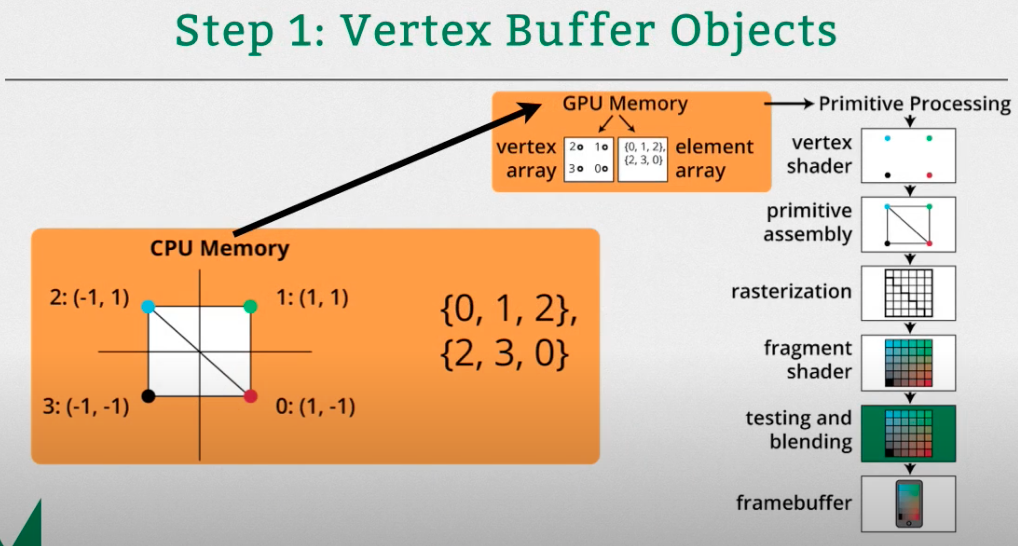 Step 1: Vertex Buffer Objects
GPU Memory
Primitive Processing
vertex
array
2 1
3 0
{0, 1, 2},
{2, 3, 0}
element
array
vertex
shader
primitive
assembly
rasterization
fragment
shader
testing and
blending
framebuffer
CPU Memory
2: (-1, 1)
1: (1, 1)
3: (-1, -1)
0: (1, -1)
{0, 1, 2},
{2, 3, 0}